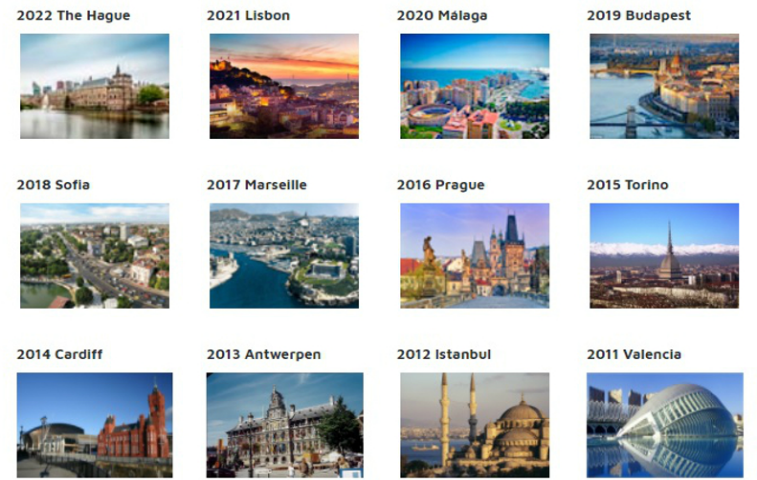 2022 The Hague
2021 Lisbon
2020 Málaga
2019 Budapest
2018 Sofia
2017 Marseille
2016 Prague
2015 Torino
2014 Cardiff
2013 Antwerpen
2012 Istanbul
2011 Valencia